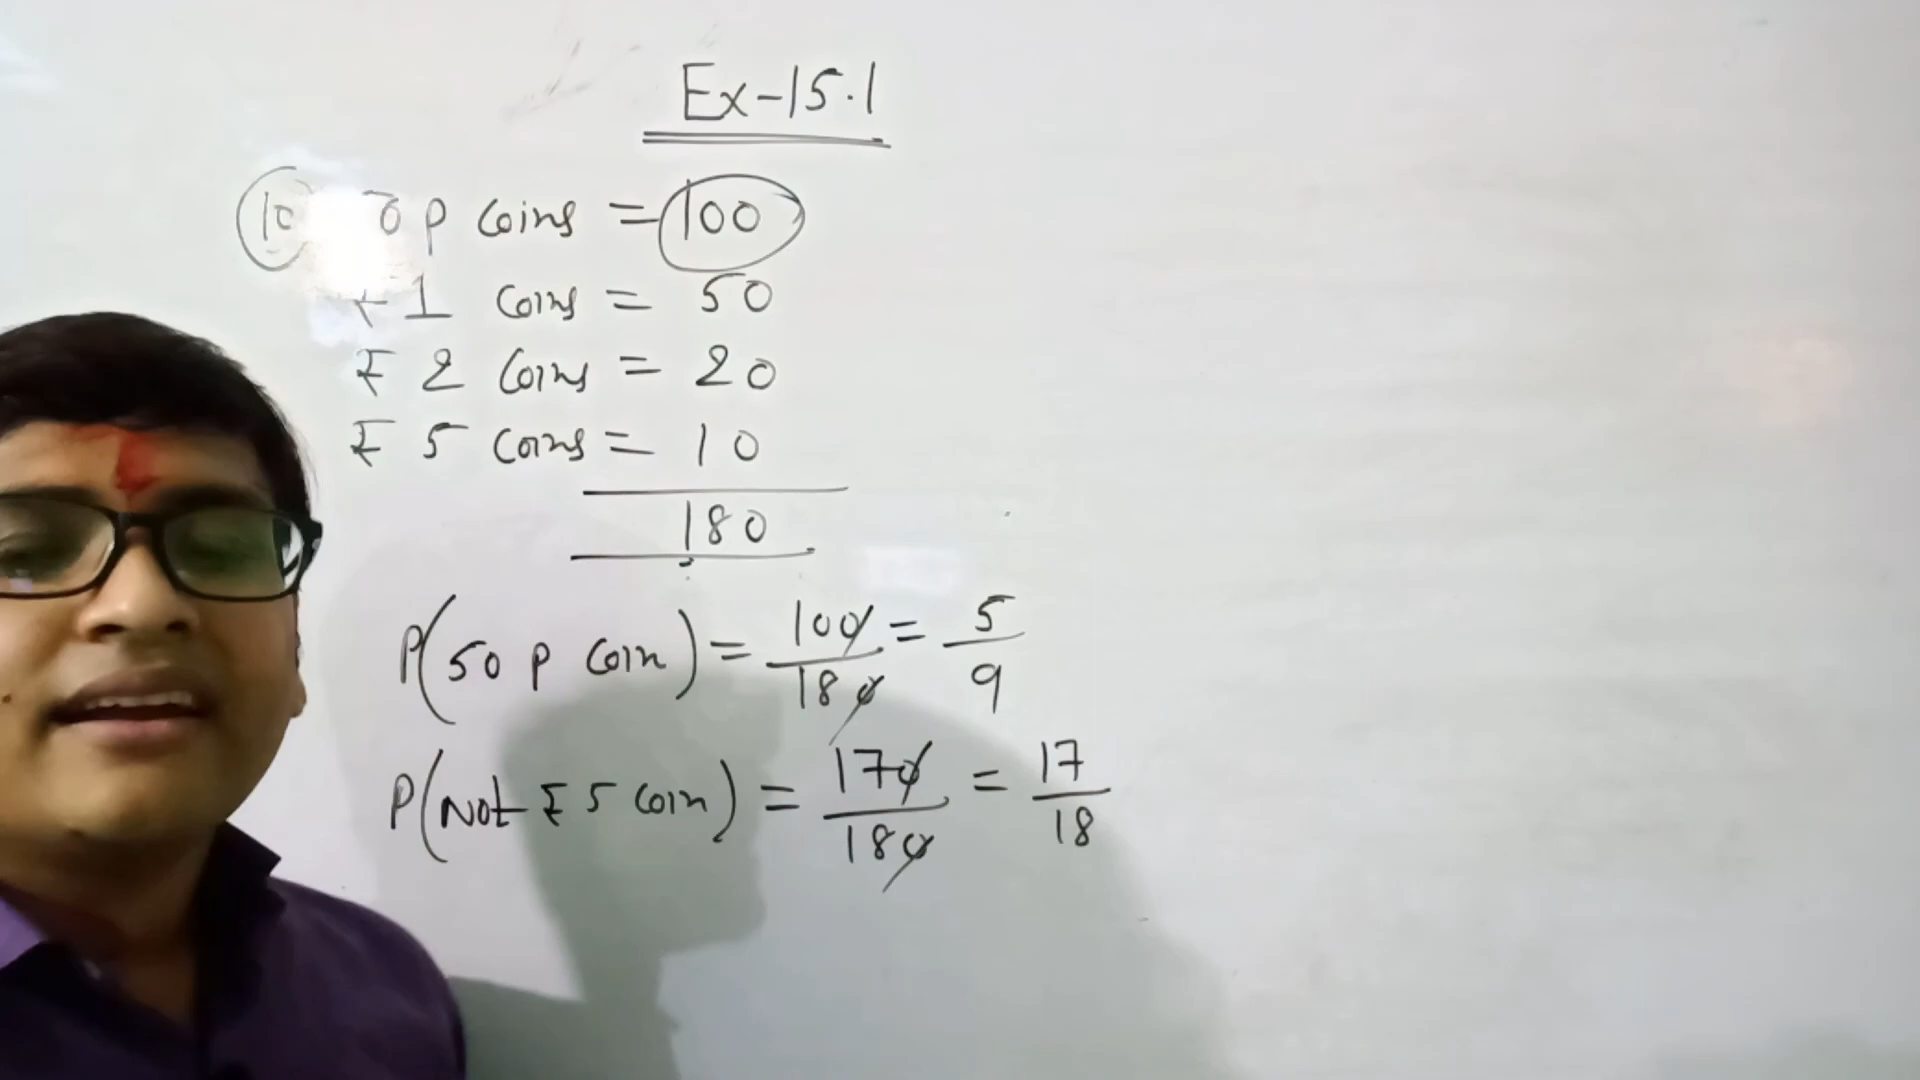 Ex-15.1
10 50 p coins = 100
₹ 1 coins = 50
₹ 2 coins = 20
₹ 5 coins = 10
180
P(50 p coin) = 100/180 = 5/9
P(Not ₹ 5 coin) = 170/180 = 17/18